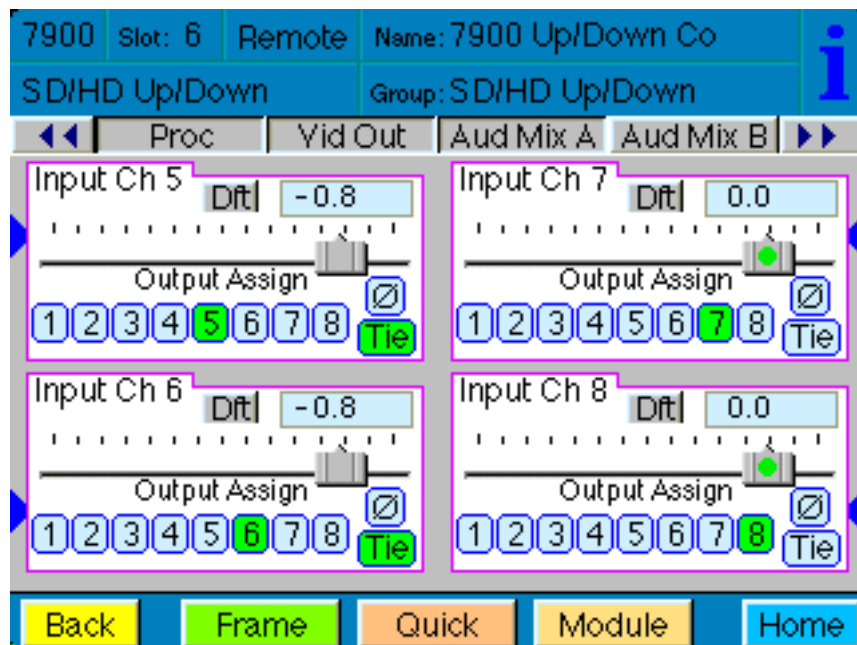 7900 Slot: 6 Remote Name: 7900 Up/Down Co i
SD/HD Up/Down Group: SD/HD Up/Down
Proc Vid Out Aud Mix A Aud Mix B
Input Ch 5 Dft -0.8
Output Assign
Ø
1 2 3 4 5 6 7 8 Tie
Input Ch 7 Dft 0.0
Output Assign
Ø
1 2 3 4 5 6 7 8 Tie
Input Ch 6 Dft -0.8
Output Assign
Ø
1 2 3 4 5 6 7 8 Tie
Input Ch 8 Dft 0.0
Output Assign
Ø
1 2 3 4 5 6 7 8 Tie
Back Frame Quick Module Home